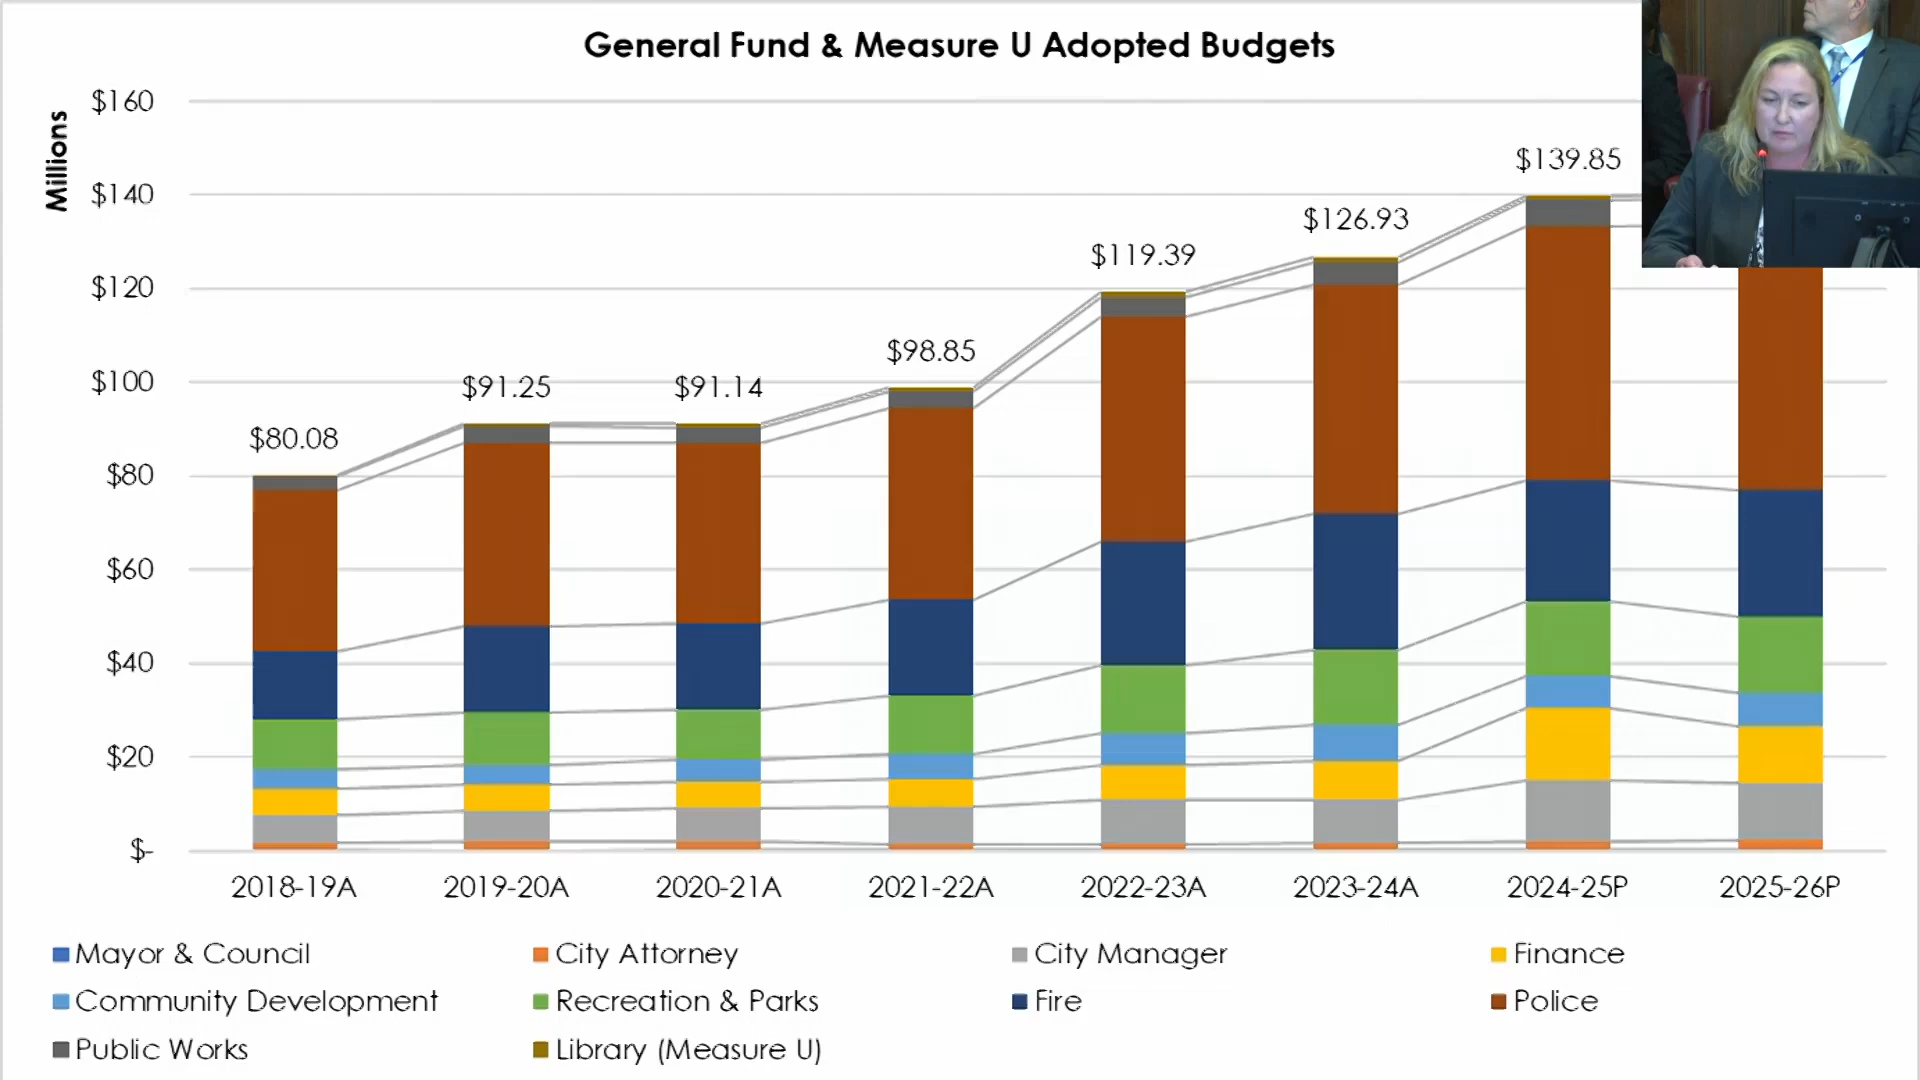 General Fund & Measure U Adopted Budgets
Millions
$160
$140
$120
$100
$80
$60
$40
$20
$-
$80.08
$91.25
$91.14
$98.85
$119.39
$126.93
$139.85
2018-19A 2019-20A 2020-21A 2021-22A 2022-23A 2023-24A 2024-25P 2025-26P
Mayor & Council City Attorney City Manager Finance
Community Development Recreation & Parks Fire Police
Public Works Library (Measure U)